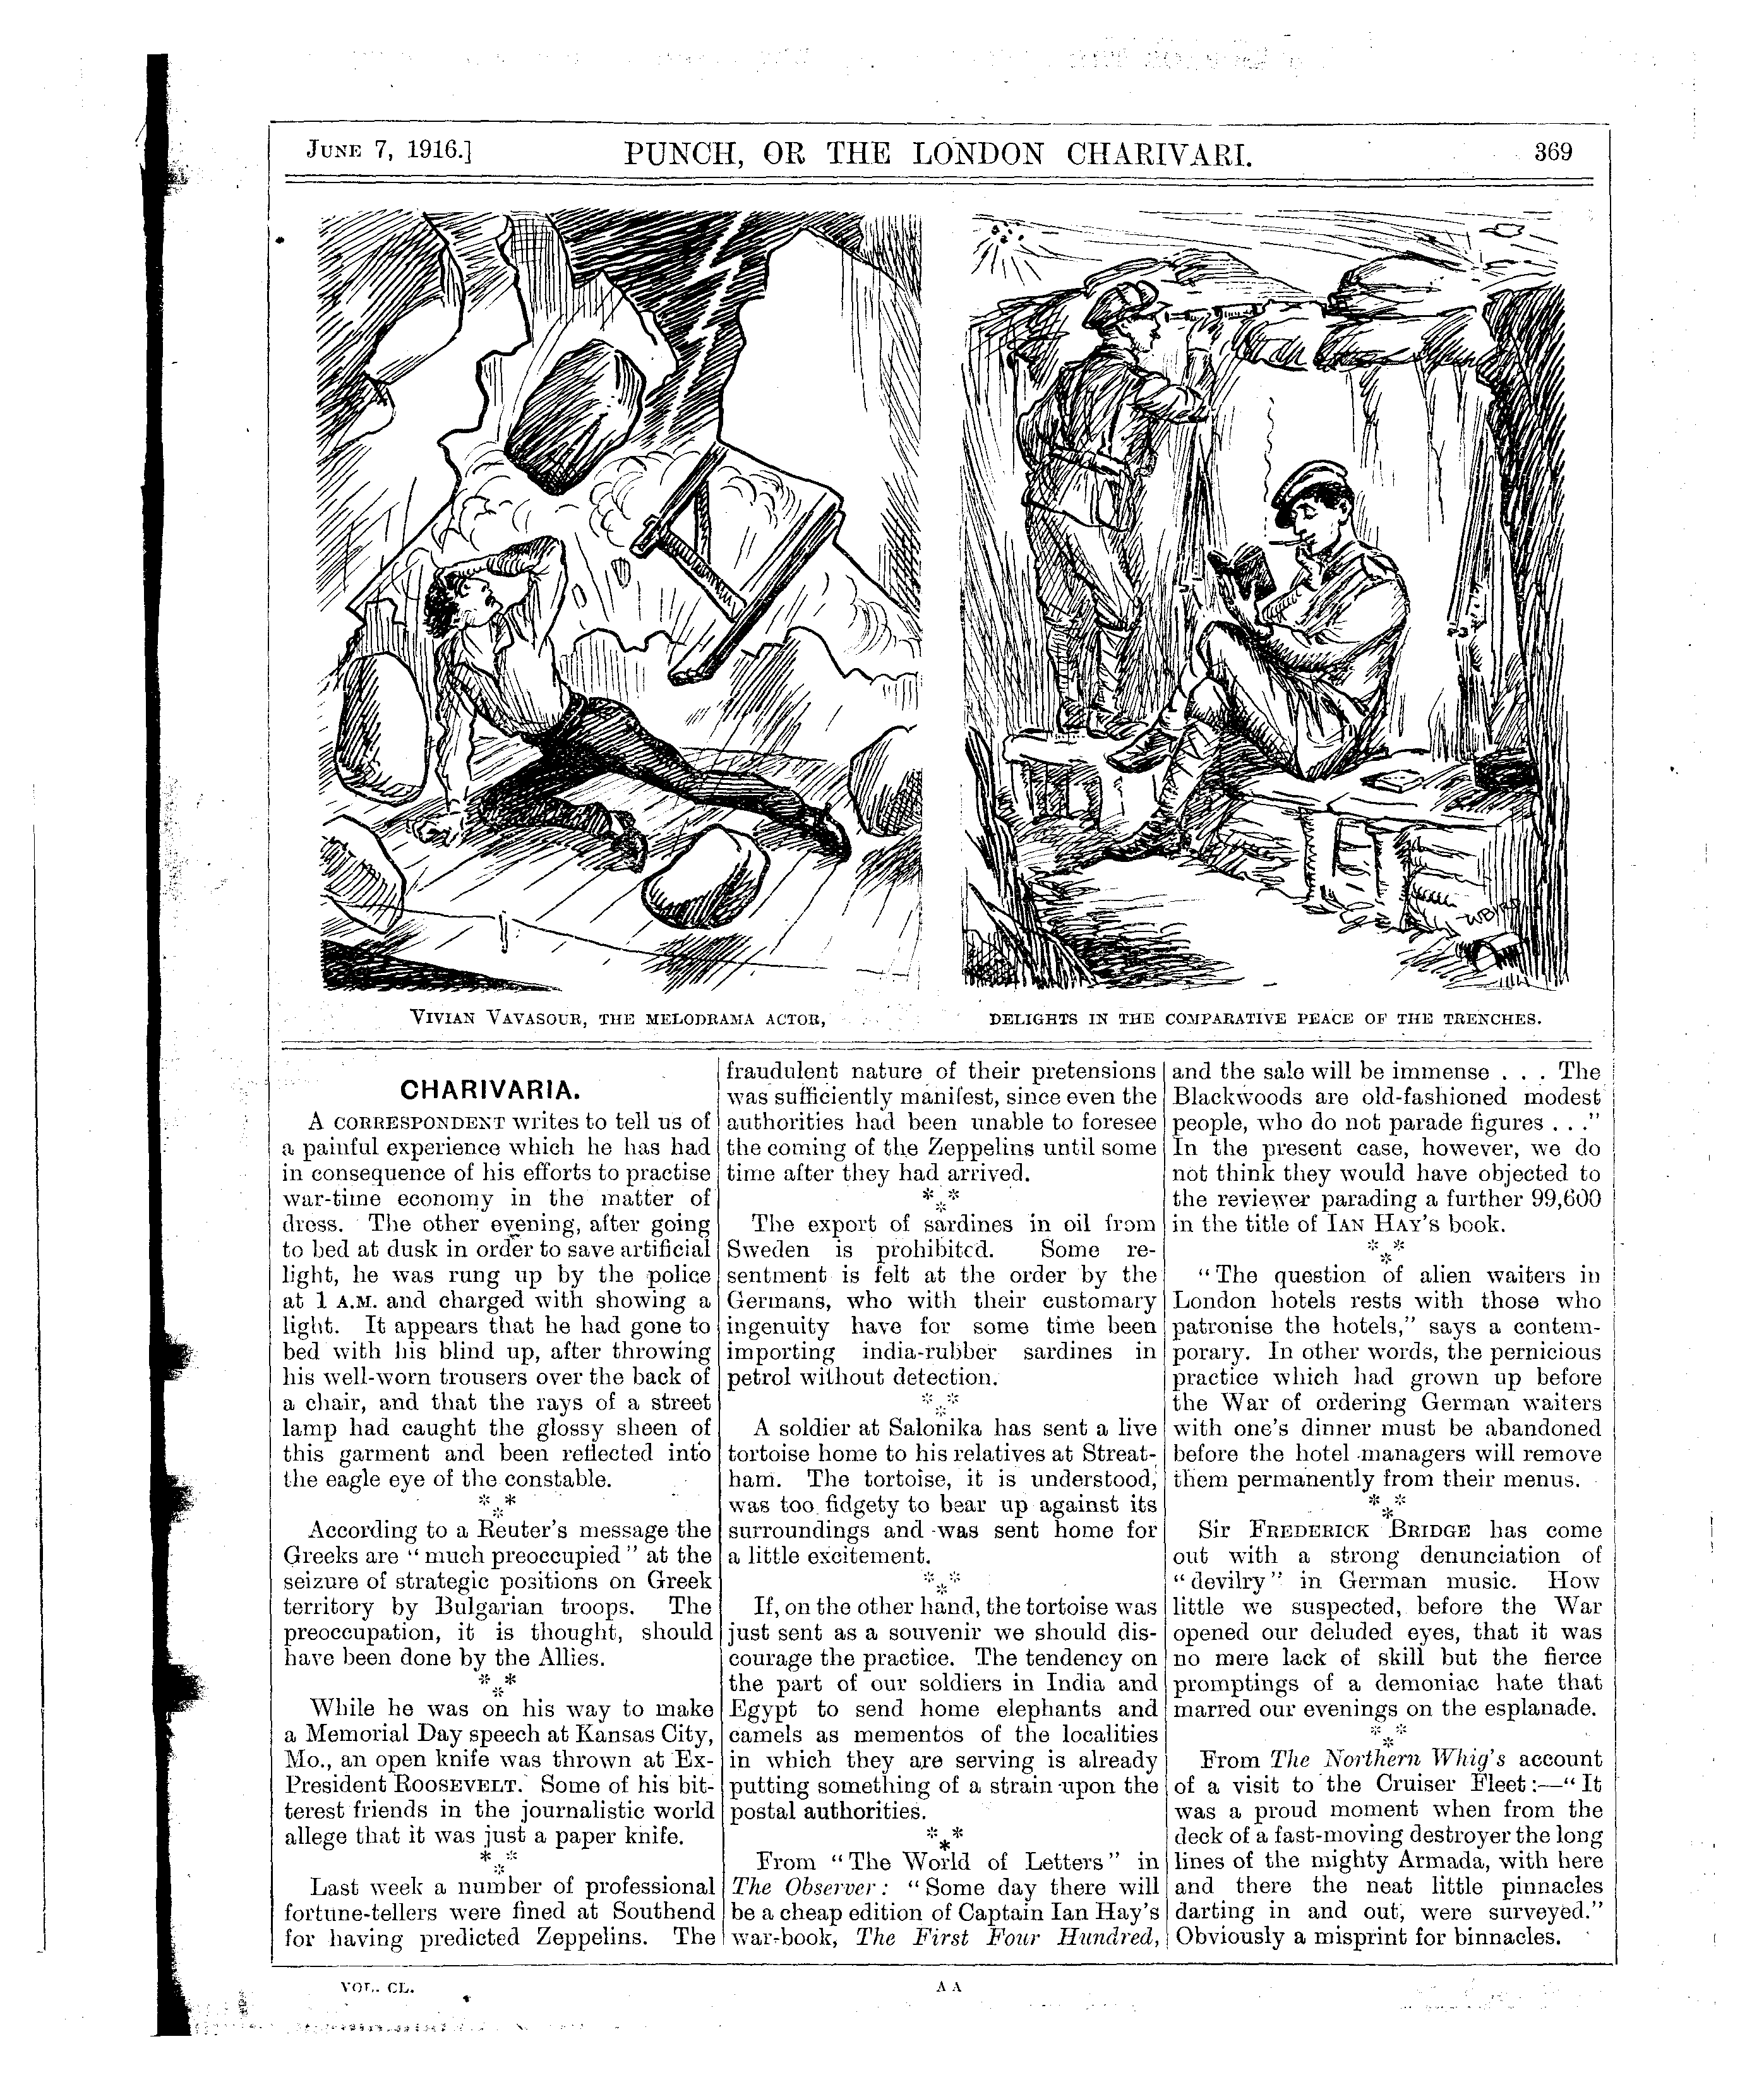 JUNE 7, 1916.]
PUNCH, OR THE LONDON CHARIVARI.
369
VIVIAN VAVASOUR, THE MELODRAMA ACTOR,
DELIGHTS IN THE COMPARATIVE PEACE OF THE TRENCHES.
CHARIVARIA.
A CORRESPONDENT writes to tell us of
a painful experience which he has had
in consequence of his efforts to practise
war-time economy in the matter of
dress. The other evening, after going
to bed at dusk in order to save artificial
light, he was rung up by the police
at 1 A.M. and charged with showing a
light. It appears that he had gone to
bed with his blind up, after throwing
his well-worn trousers over the back of
a chair, and that the rays of a street
lamp had caught the glossy sheen of
this garment and been reflected into
the eagle eye of the constable.
***
According to a Reuter's message the
Greeks are "much preoccupied" at the
seizure of strategic positions on Greek
territory by Bulgarian troops. The
preoccupation, it is thought, should
have been done by the Allies.
***
While he was on his way to make
a Memorial Day speech at Kansas City,
Mo., an open knife was thrown at Ex-
President ROOSEVELT. Some of his bit-
terest friends in the journalistic world
allege that it was just a paper knife.
***
Last week a number of professional
fortune-tellers were fined at Southend
for having predicted Zeppelins. The
fraudulent nature of their pretensions
was sufficiently manifest, since even the
authorities had been unable to foresee
the coming of the Zeppelins until some
time after they had arrived.
***
The export of sardines in oil from
Sweden is prohibited. Some re-
sentment is felt at the order by the
Germans, who with their customary
ingenuity have for some time been
importing india-rubber sardines in
petrol without detection.
***
A soldier at Salonika has sent a live
tortoise home to his relatives at Streat-
ham. The tortoise, it is understood,
was too fidgety to bear up against its
surroundings and was sent home for
a little excitement.
***
If, on the other hand, the tortoise was
just sent as a souvenir we should dis-
courage the practice. The tendency on
the part of our soldiers in India and
Egypt to send home elephants and
camels as mementos of the localities
in which they are serving is already
putting something of a strain upon the
postal authorities.
***
From "The World of Letters" in
The Observer: "Some day there will
be a cheap edition of Captain Ian Hay's
war-book, The First Four Hundred,
and the sale will be immense . . . The
Blackwoods are old-fashioned modest
people, who do not parade figures . . ."
In the present case, however, we do
not think they would have objected to
the reviewer parading a further 99,600
in the title of IAN HAY'S book.
***
"The question of alien waiters in
London hotels rests with those who
patronise the hotels," says a contem-
porary. In other words, the pernicious
practice which had grown up before
the War of ordering German waiters
with one's dinner must be abandoned
before the hotel managers will remove
them permanently from their menus.
***
Sir FREDERICK BRIDGE has come
out with a strong denunciation of
"devilry" in German music. How
little we suspected, before the War
opened our deluded eyes, that it was
no mere lack of skill but the fierce
promptings of a demoniac hate that
marred our evenings on the esplanade.
***
From The Northern Whig's account
of a visit to the Cruiser Fleet:—"It
was a proud moment when from the
deck of a fast-moving destroyer the long
lines of the mighty Armada, with here
and there the neat little pinnacles
darting in and out, were surveyed."
Obviously a misprint for binnacles.
VOL. CL.
A A